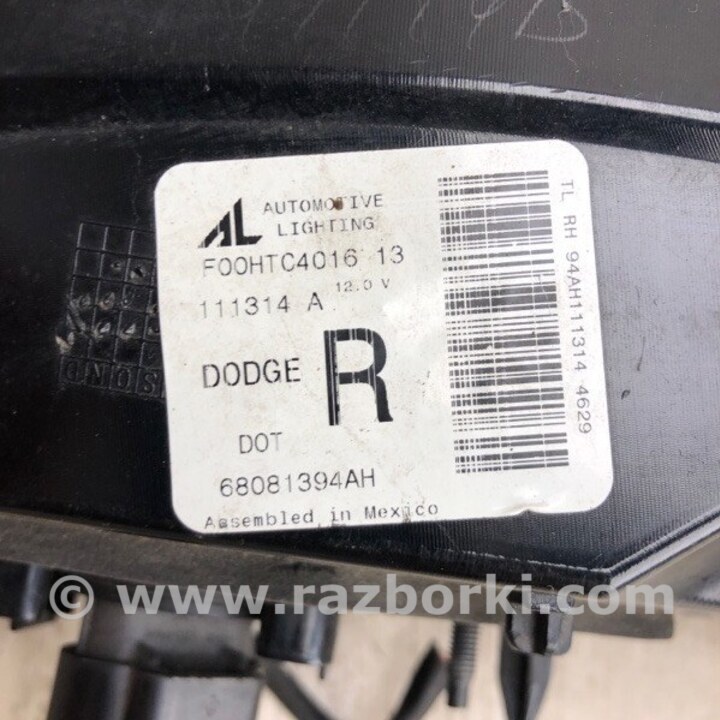 AL AUTOMOTIVE
LIGHTING
F00HTC4016 13
111314 A 12.0 V
DODGE R
DOT
68081394AH
Assembled in Mexico
TL RH 94AH111314 4629
© www.razborki.com